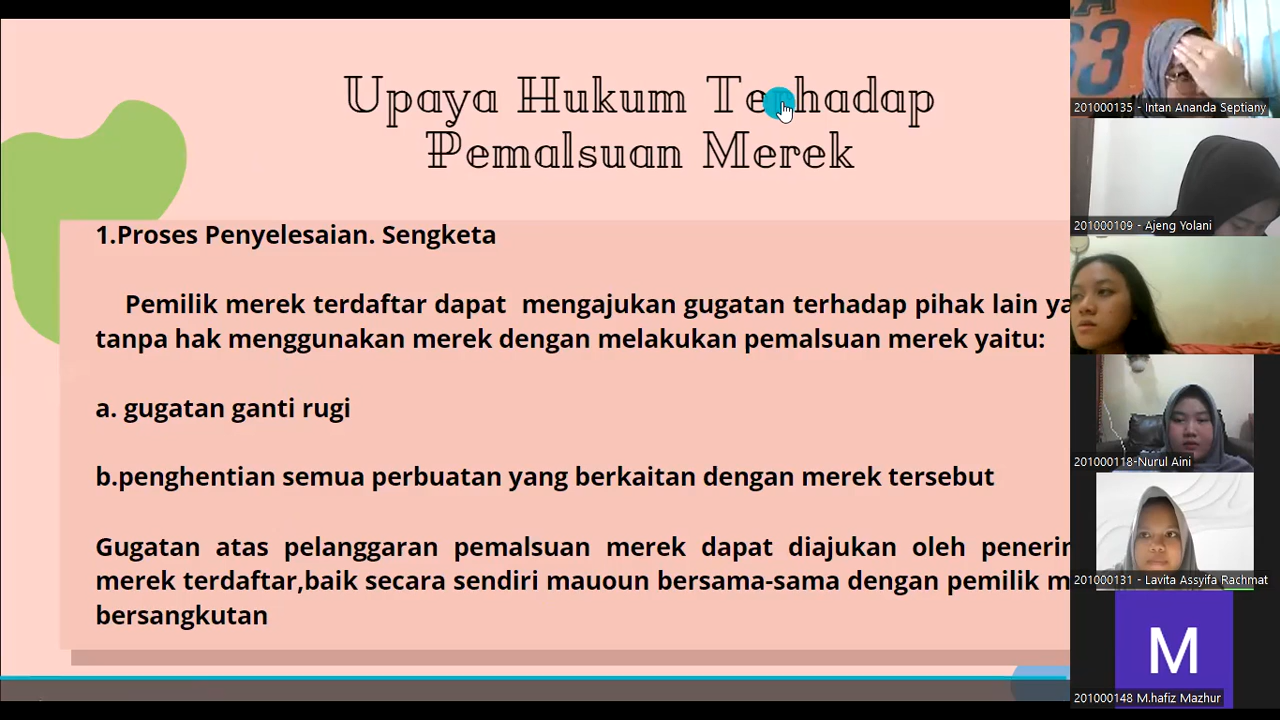 Upaya Hukum Terhadap
Pemalsuan Merek
1.Proses Penyelesaian. Sengketa
Pemilik merek terdaftar dapat mengajukan gugatan terhadap pihak lain
tanpa hak menggunakan merek dengan melakukan pemalsuan merek yaitu:
a. gugatan ganti rugi
b.penghentian semua perbuatan yang berkaitan dengan merek tersebut
Gugatan atas pelanggaran pemalsuan merek dapat diajukan oleh
merek terdaftar,baik secara sendiri mauoun bersama-sama dengan pemilik
bersangkutan
63
201000135 - Intan Ananda Septiany
201000109 - Ajeng Yolani
201000118-Nurul Aini
201000131 - Lavita Assyifa Rachmat
M
201000148 M.hafiz Mazhur